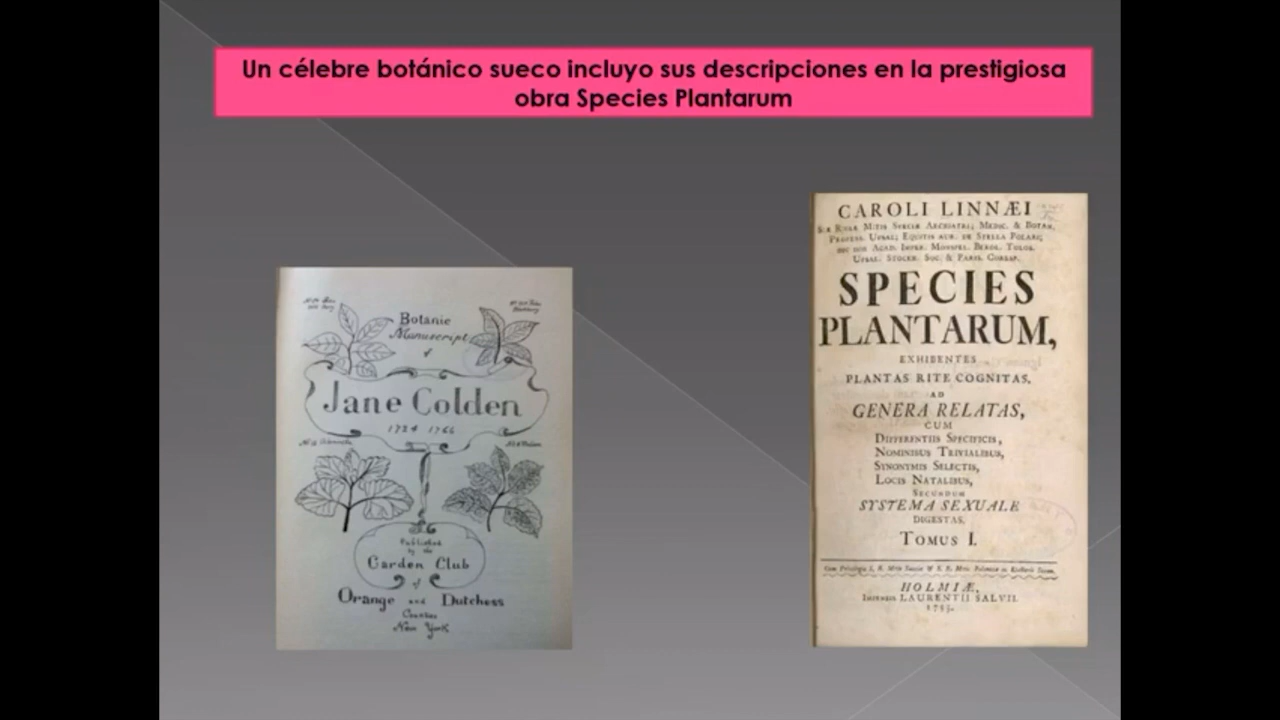 Un célebre botánico sueco incluyo sus descripciones en la prestigiosa
obra Species Plantarum
Botanic
Manuscript
of
Jane Colden
1724 1766
Published
by the
Garden Club
of
Orange and Dutchess
Counties
New York
CAROLI LINNÆI
SPECIES
PLANTARUM,
EXHIBENTES
PLANTAS RITE COGNITAS,
AD
GENERA RELATAS,
CUM
DIFFERENTIIS SPECIFICIS,
NOMINIBUS TRIVIALIBUS,
SYNONYMIS SELECTIS,
LOCIS NATALIBUS,
SECUNDUM
SYSTEMA SEXUALE
DIGESTAS.
TOMUS I.
HOLMIÆ,
IMPENSIS LAURENTII SALVII.
1753.